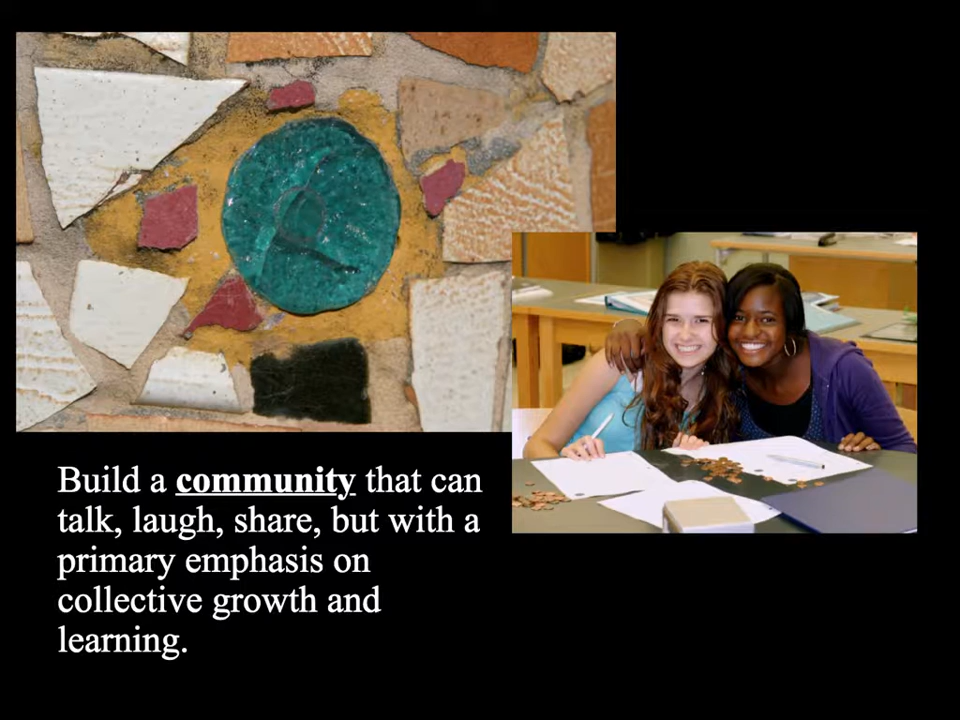 Build a community that can
talk, laugh, share, but with a
primary emphasis on
collective growth and
learning.